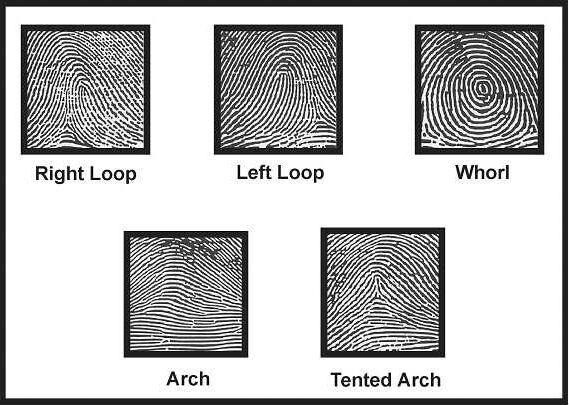 Right Loop
Left Loop
Whorl
Arch
Tented Arch